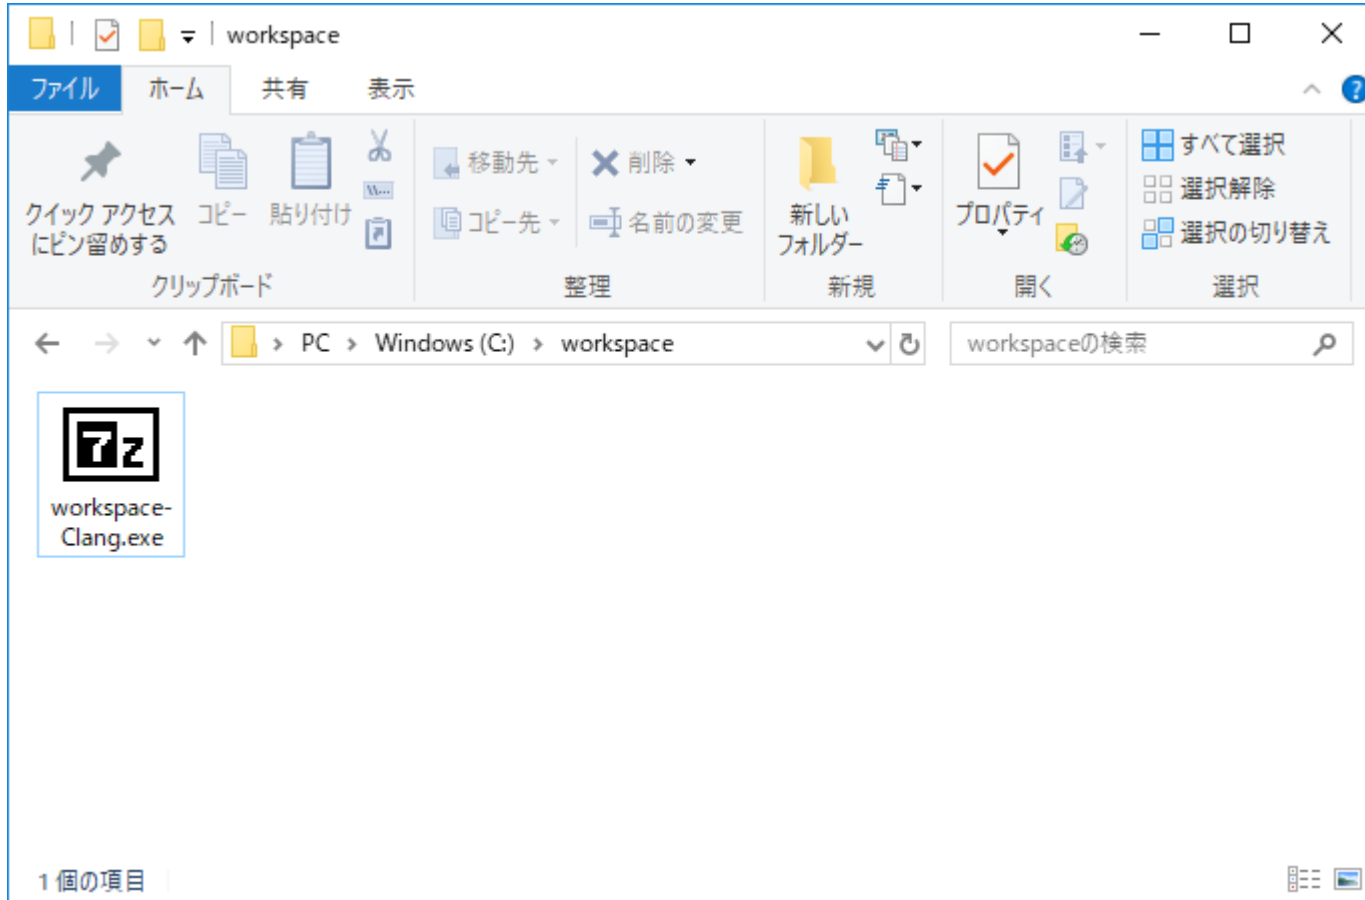 workspace
ファイル ホーム 共有 表示
クイック アクセス
にピン留めする
コピー
貼り付け
クリップボード
移動先
コピー先
削除
名前の変更
整理
新しい
フォルダー
新規
プロパティ
開く
すべて選択
選択解除
選択の切り替え
選択
PC > Windows (C:) > workspace
workspaceの検索
7z
workspace-
Clang.exe
1 個の項目